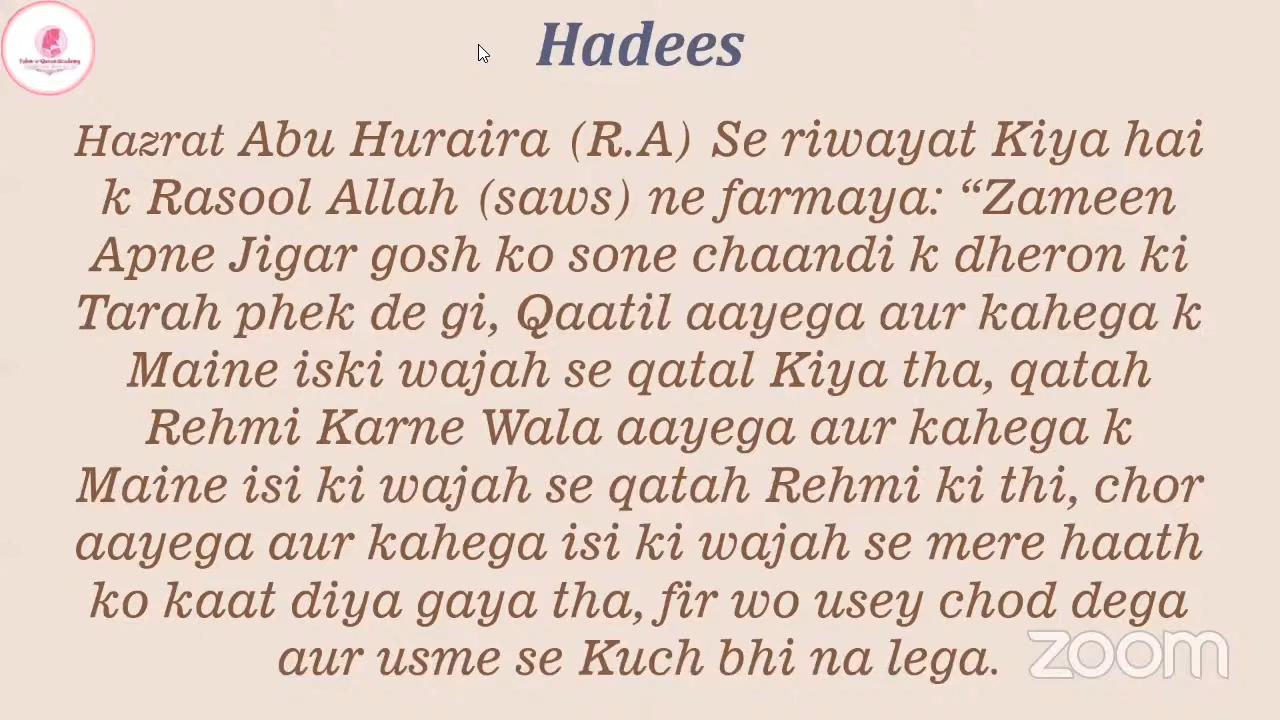 Hadees
Hazrat Abu Huraira (R.A) Se riwayat Kiya hai
k Rasool Allah (saws) ne farmaya: “Zameen
Apne Jigar gosh ko sone chaandi k dheron ki
Tarah phek de gi, Qaatil aayega aur kahega k
Maine iski wajah se qatal Kiya tha, qatah
Rehmi Karne Wala aayega aur kahega k
Maine isi ki wajah se qatah Rehmi ki thi, chor
aayega aur kahega isi ki wajah se mere haath
ko kaat diya gaya tha, fir wo usey chod dega
aur usme se Kuch bhi na lega.
zoom